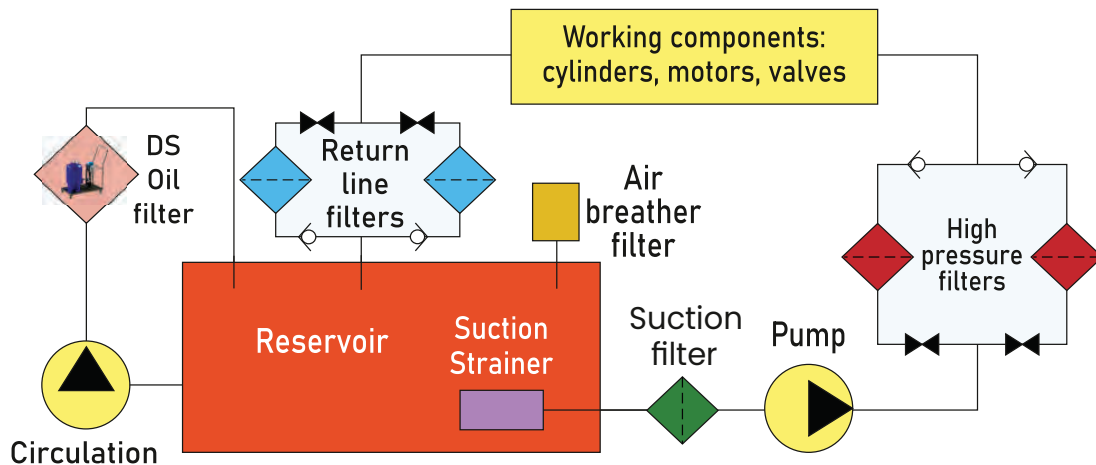 Working components:
cylinders, motors, valves
DS
Oil
filter
Return
line
filters
Air
breather
filter
High
pressure
filters
Reservoir
Suction
Strainer
Suction
filter
Pump
Circulation